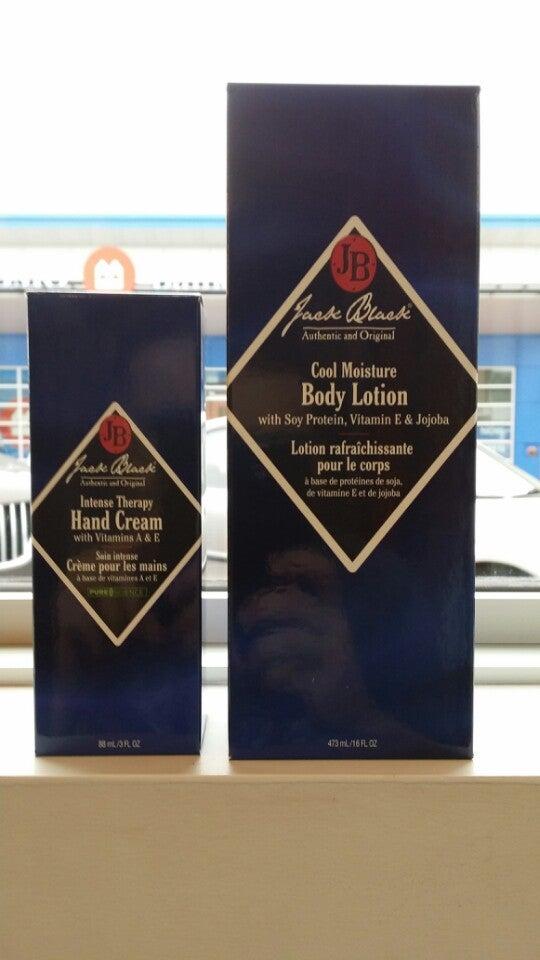 JB
Jack Black
Authentic and Original
Intense Therapy
Hand Cream
with Vitamins A & E
Soin intense
Crème pour les mains
à base de vitamines A et E
PURE SCIENCE
88 mL/3 FL OZ
JB
Jack Black®
Authentic and Original
Cool Moisture
Body Lotion
with Soy Protein, Vitamin E & Jojoba
Lotion rafraîchissante
pour le corps
à base de protéines de soja,
de vitamine E et de jojoba
473 mL/16 FL OZ